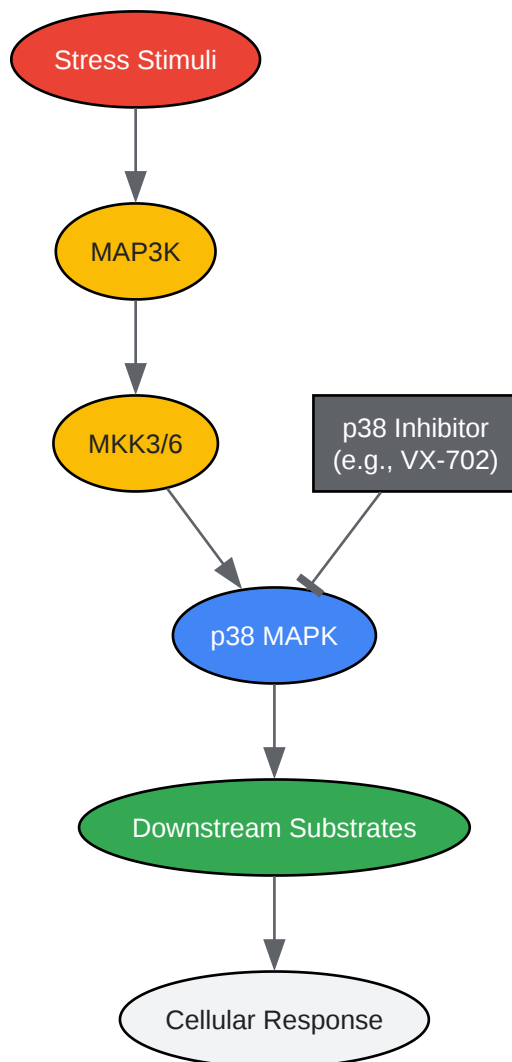 Stress Stimuli
MAP3K
MKK3/6
p38 Inhibitor
(e.g., VX-702)
p38 MAPK
Downstream Substrates
Cellular Response